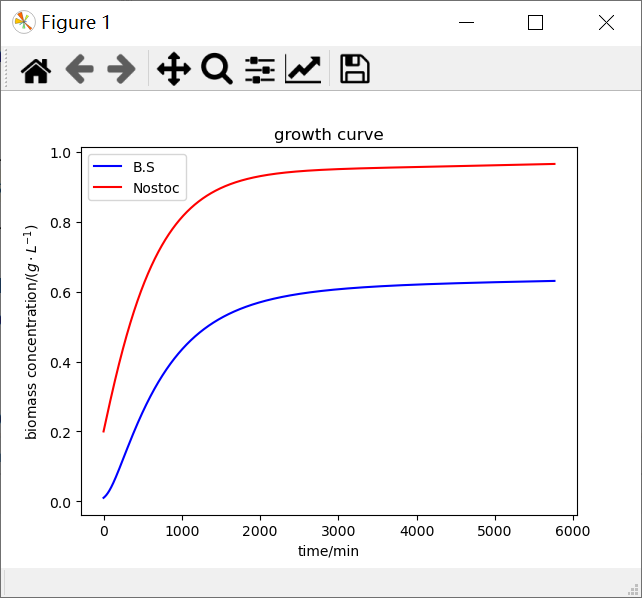 Figure 1
growth curve
B.S
Nostoc
biomass concentration/(g · L⁻¹)
1.0
0.8
0.6
0.4
0.2
0.0
0 1000 2000 3000 4000 5000 6000
time/min